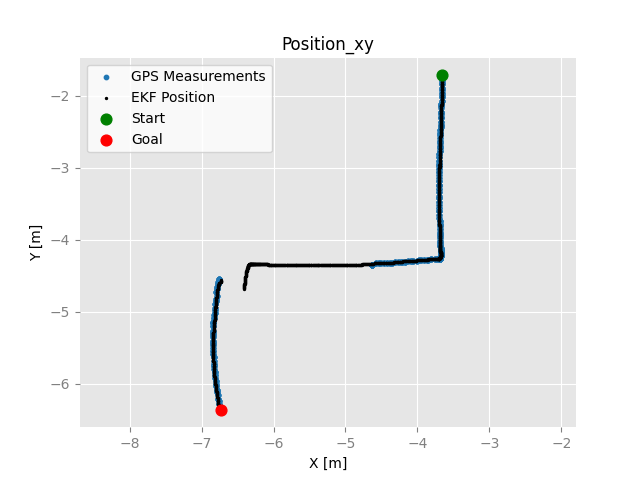 Position_xy
GPS Measurements
EKF Position
Start
Goal
−2
−3
−4
−5
−6
Y [m]
−8 −7 −6 −5 −4 −3 −2
X [m]